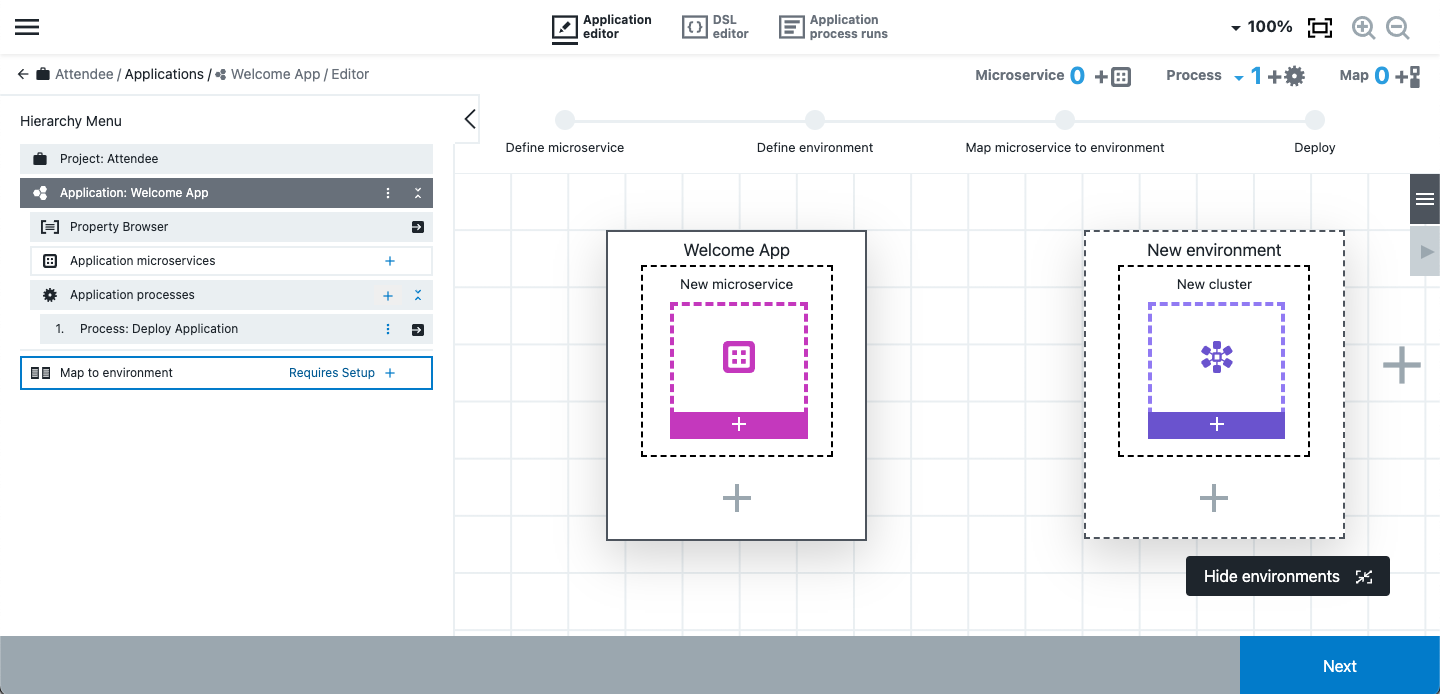 Application
editor
DSL
editor
Application
process runs
100%
Attendee / Applications / Welcome App / Editor
Microservice 0
Process 1
Map 0
Hierarchy Menu
Project: Attendee
Application: Welcome App
Property Browser
Application microservices
Application processes
1. Process: Deploy Application
Map to environment Requires Setup
Define microservice
Define environment
Map microservice to environment
Deploy
Welcome App
New microservice
New environment
New cluster
Hide environments
Next